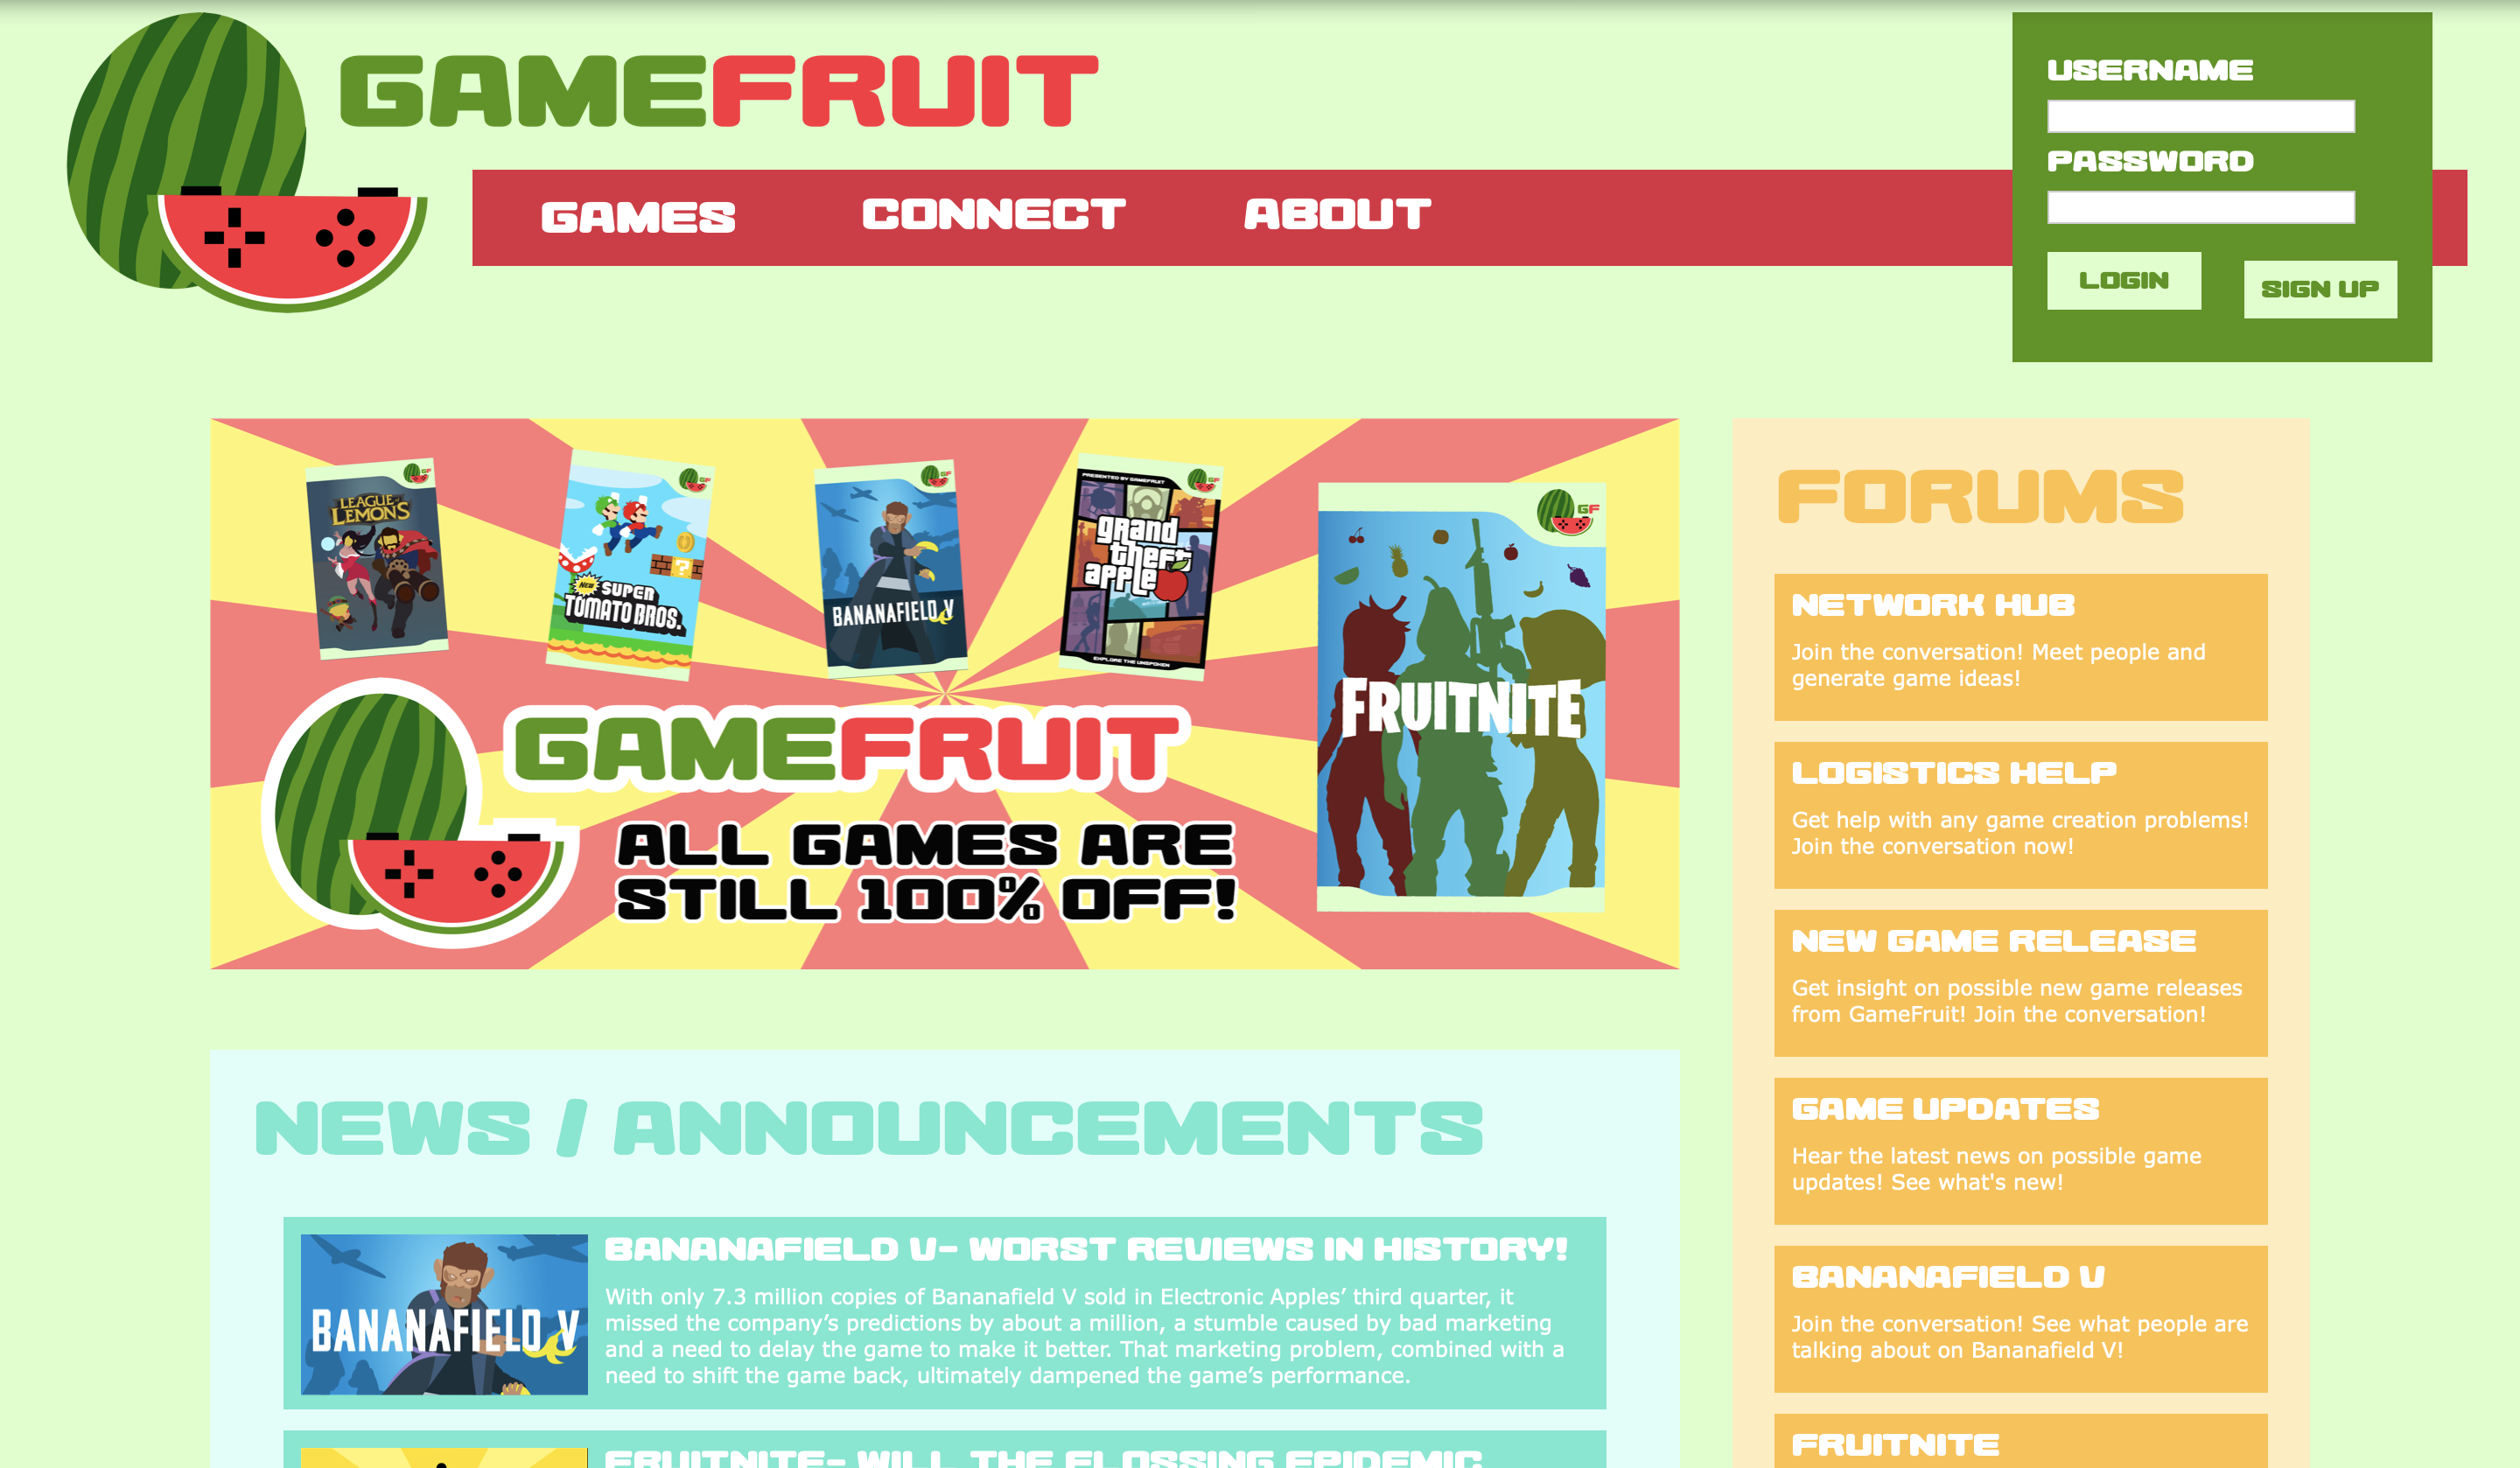 GAMEFRUIT
GAMES
CONNECT
ABOUT
USERNAME
PASSWORD
LOGIN
SIGN UP
GF
LEAGUE OF
LEMONS
GF
NEW
SUPER
TOMATO BROS.
GF
BANANAFIELD V
PRESENTED BY GAMEFRUIT
GF
grand
theft
apple
EXPLORE THE UNSPOKEN
GF
FRUITNITE
GAMEFRUIT
ALL GAMES ARE
STILL 100% OFF!
FORUMS
NETWORK HUB
Join the conversation! Meet people and
generate game ideas!
LOGISTICS HELP
Get help with any game creation problems!
Join the conversation now!
NEW GAME RELEASE
Get insight on possible new game releases
from GameFruit! Join the conversation!
GAME UPDATES
Hear the latest news on possible game
updates! See what's new!
BANANAFIELD V
Join the conversation! See what people are
talking about on Bananafield V!
FRUITNITE
NEWS / ANNOUNCEMENTS
BANANAFIELD V
BANANAFIELD V- WORST REVIEWS IN HISTORY!
With only 7.3 million copies of Bananafield V sold in Electronic Apples’ third quarter, it
missed the company’s predictions by about a million, a stumble caused by bad marketing
and a need to delay the game to make it better. That marketing problem, combined with a
need to shift the game back, ultimately dampened the game’s performance.
FRUITNITE- WILL THE FLOSSING EPIDEMIC